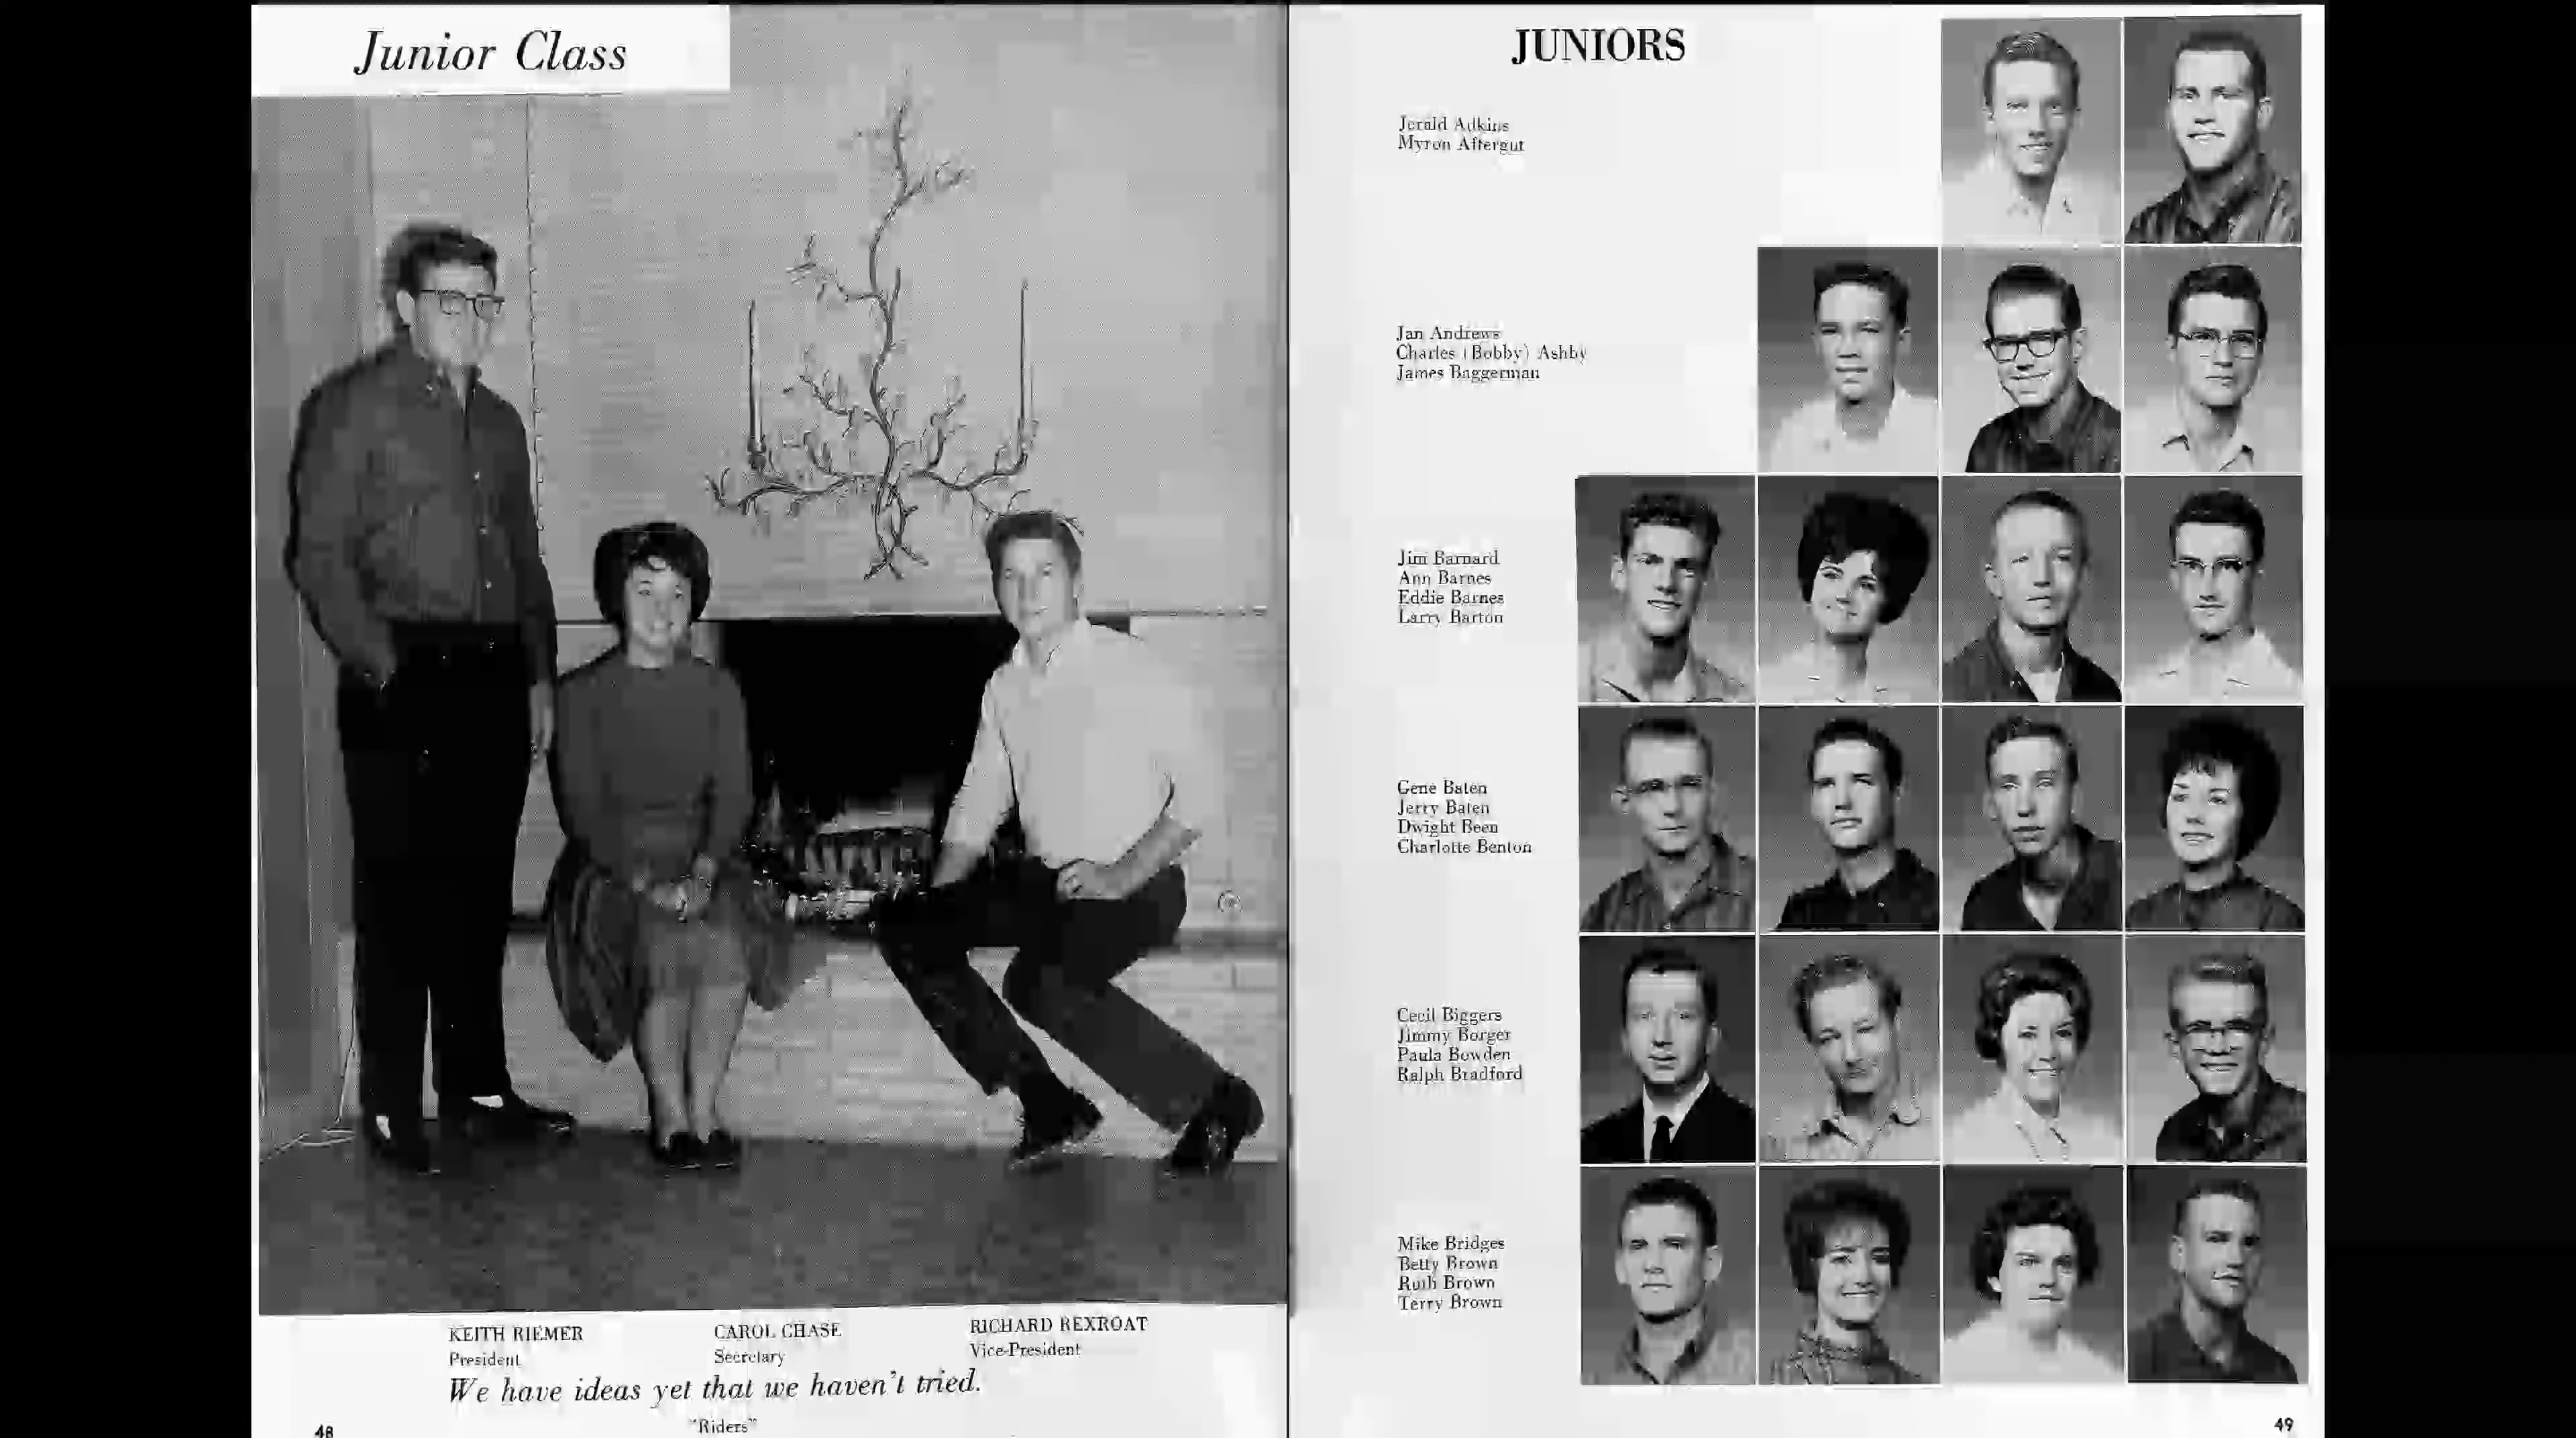 Junior Class
KEITH RIEMER
President
CAROL CHASE
Secretary
RICHARD REXROAT
Vice-President
We have ideas yet that we haven't tried.
"Riders"
48
JUNIORS
Jerald Adkins
Myron Aftergut
Jan Andrews
Charles (Bobby) Ashby
James Baggerman
Jim Barnard
Ann Barnes
Eddie Barnes
Larry Barton
Gene Baten
Jerry Baten
Dwight Been
Charlotte Benton
Cecil Biggers
Jimmy Borger
Paula Bowden
Ralph Bradford
Mike Bridges
Betty Brown
Ruth Brown
Terry Brown
49